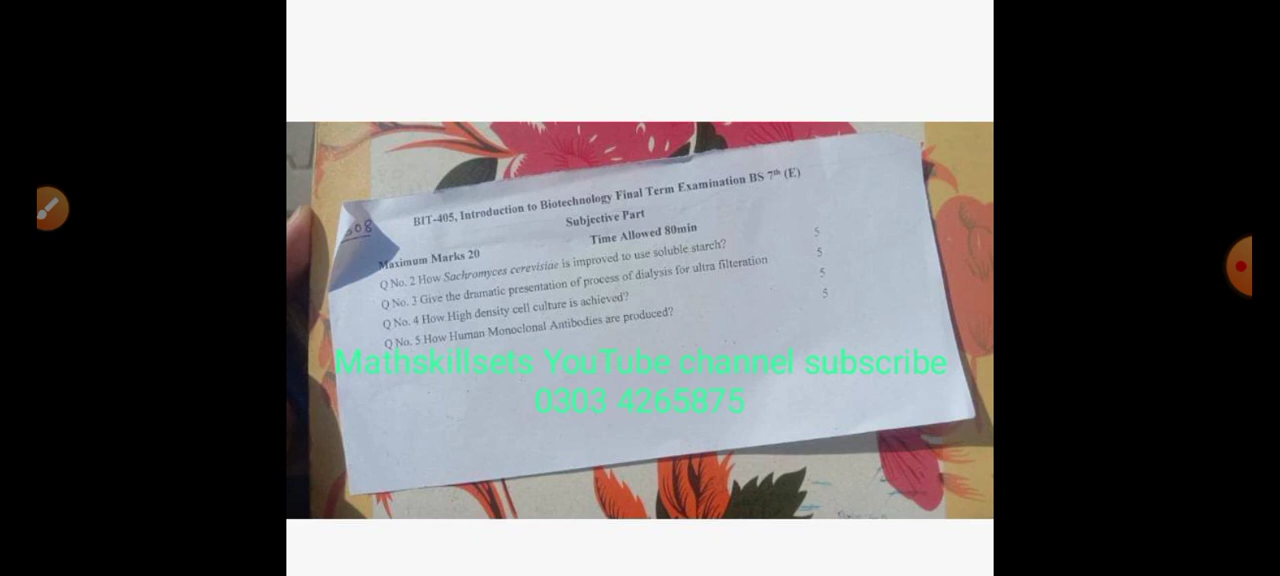 BIT-405, Introduction to Biotechnology Final Term Examination BS 7th (E)
Subjective Part
Time Allowed 80min
Maximum Marks 20
Q No. 2 How Sachromyces cerevisiae is improved to use soluble starch? 5
Q No. 3 Give the dramatic presentation of process of dialysis for ultra filteration 5
Q No. 4 How High density cell culture is achieved? 5
Q No. 5 How Human Monoclonal Antibodies are produced? 5
Mathskillsets YouTube channel subscribe
0303 4265875